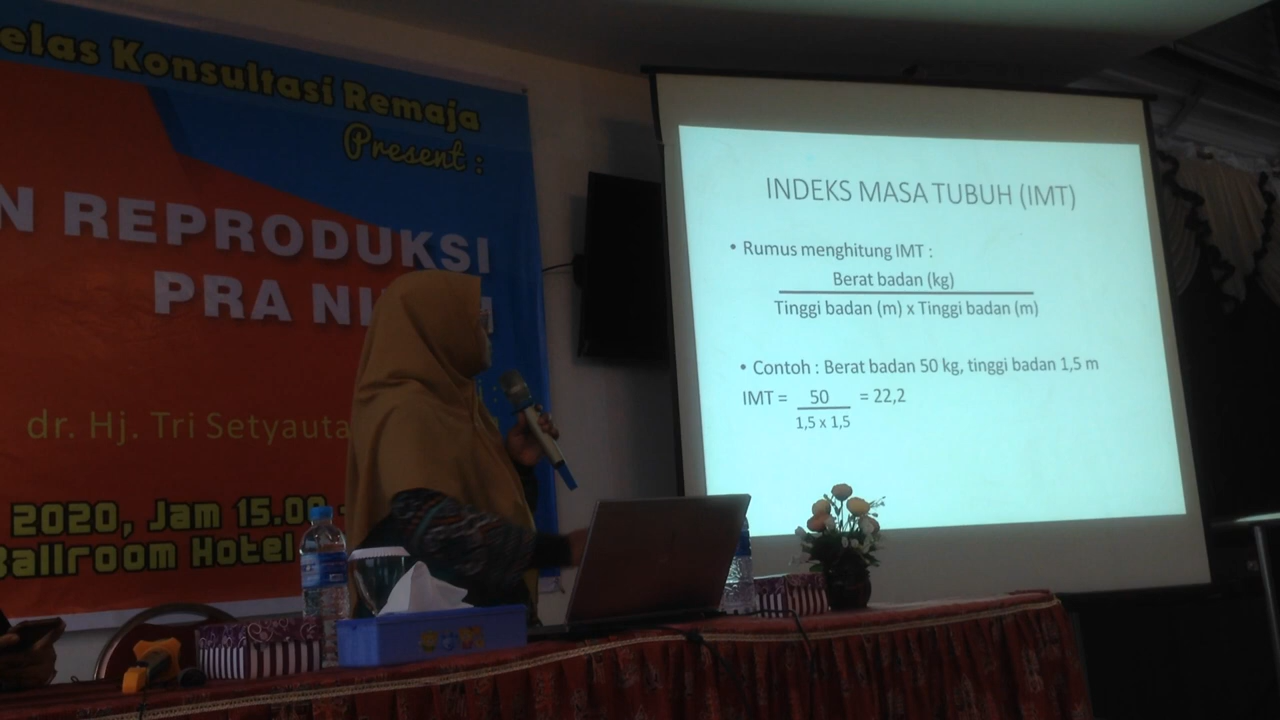 elas Konsultasi Remaja
Present :
N REPRODUKSI
PRA NI
dr. Hj. Tri Setyauta
2020, Jam 15.00 -
Ballroom Hotel
INDEKS MASA TUBUH (IMT)
• Rumus menghitung IMT :
Berat badan (kg)
Tinggi badan (m) x Tinggi badan (m)
• Contoh : Berat badan 50 kg, tinggi badan 1,5 m
IMT = 50 = 22,2
1,5 x 1,5